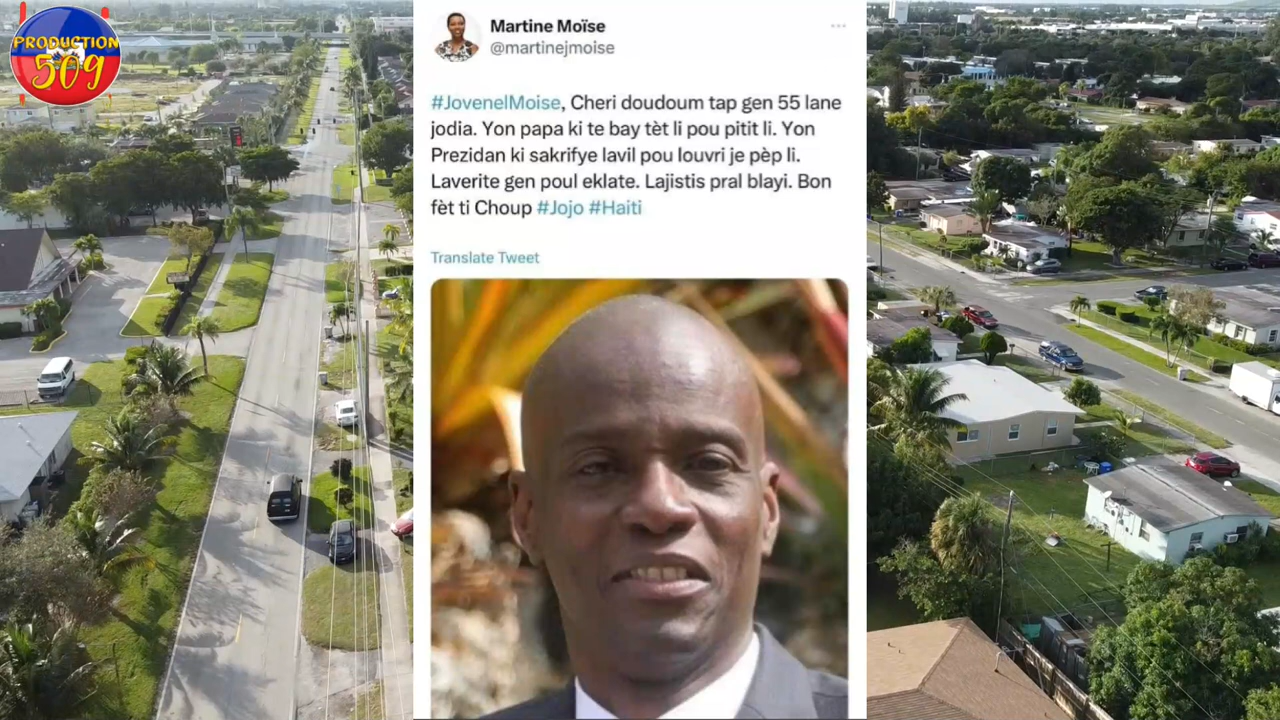 PRODUCTION
509
Martine Moïse
@martinejmoise
#JovenelMoise, Cheri doudoum tap gen 55 lane
jodia. Yon papa ki te bay tèt li pou pitit li. Yon
Prezidan ki sakrifye lavil pou louvri je pèp li.
Laverite gen poul eklate. Lajistis pral blayi. Bon
fèt ti Choup #Jojo #Haiti
Translate Tweet